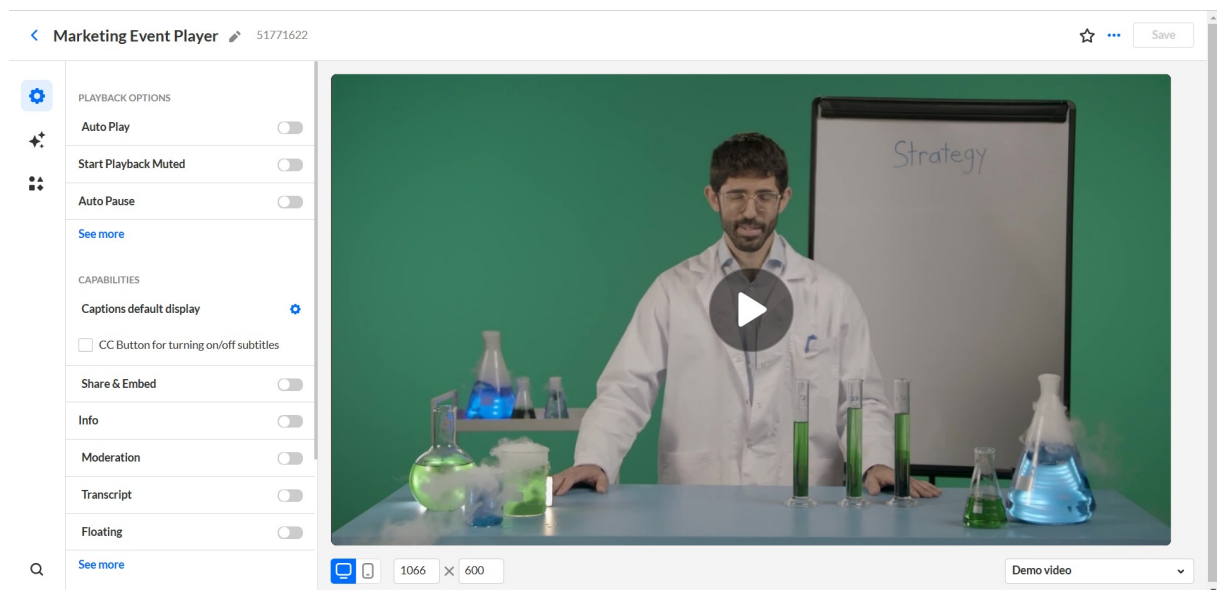 Marketing Event Player 51771622
Save
PLAYBACK OPTIONS
Auto Play
Start Playback Muted
Auto Pause
See more
CAPABILITIES
Captions default display
CC Button for turning on/off subtitles
Share & Embed
Info
Moderation
Transcript
Floating
See more
Strategy
1066 × 600
Demo video